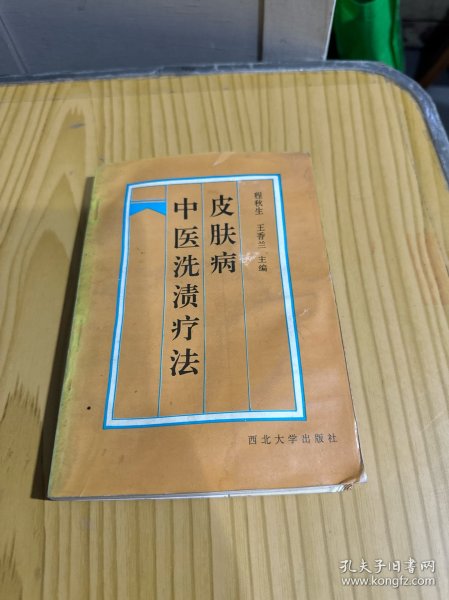 程秋生 王香兰 主编
皮肤病
中医洗渍疗法
西北大学出版社
孔夫子旧书网
www.kongfz.com